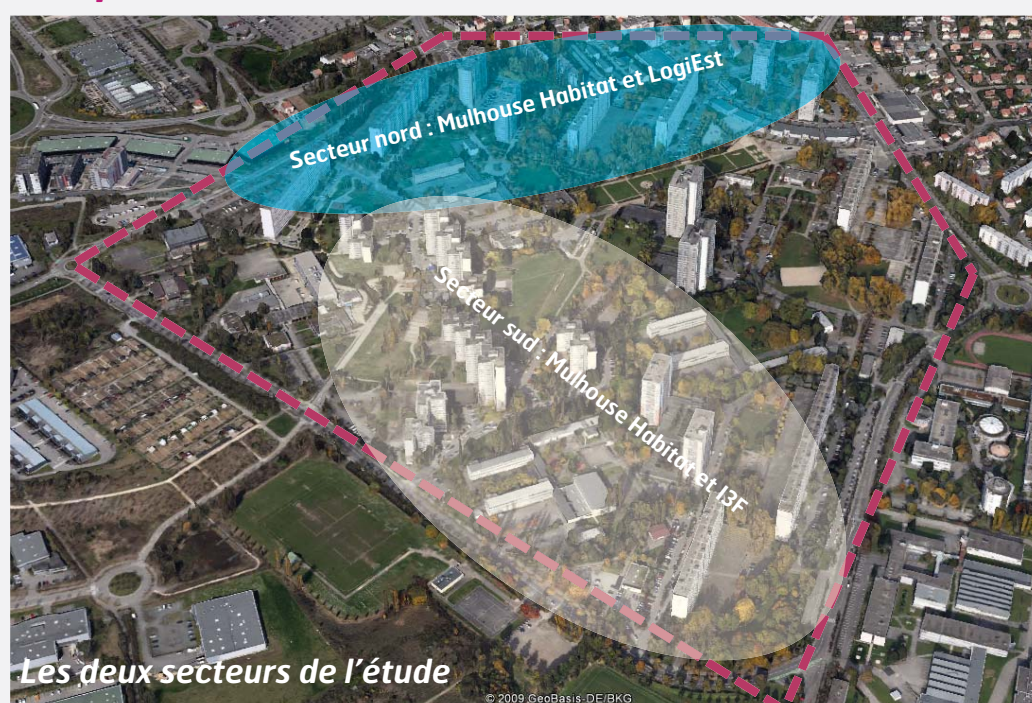 Secteur nord : Mulhouse Habitat et LogiEst
Secteur sud : Mulhouse Habitat et I3F
Les deux secteurs de l'étude
© 2009 GeoBasis-DE/BKG